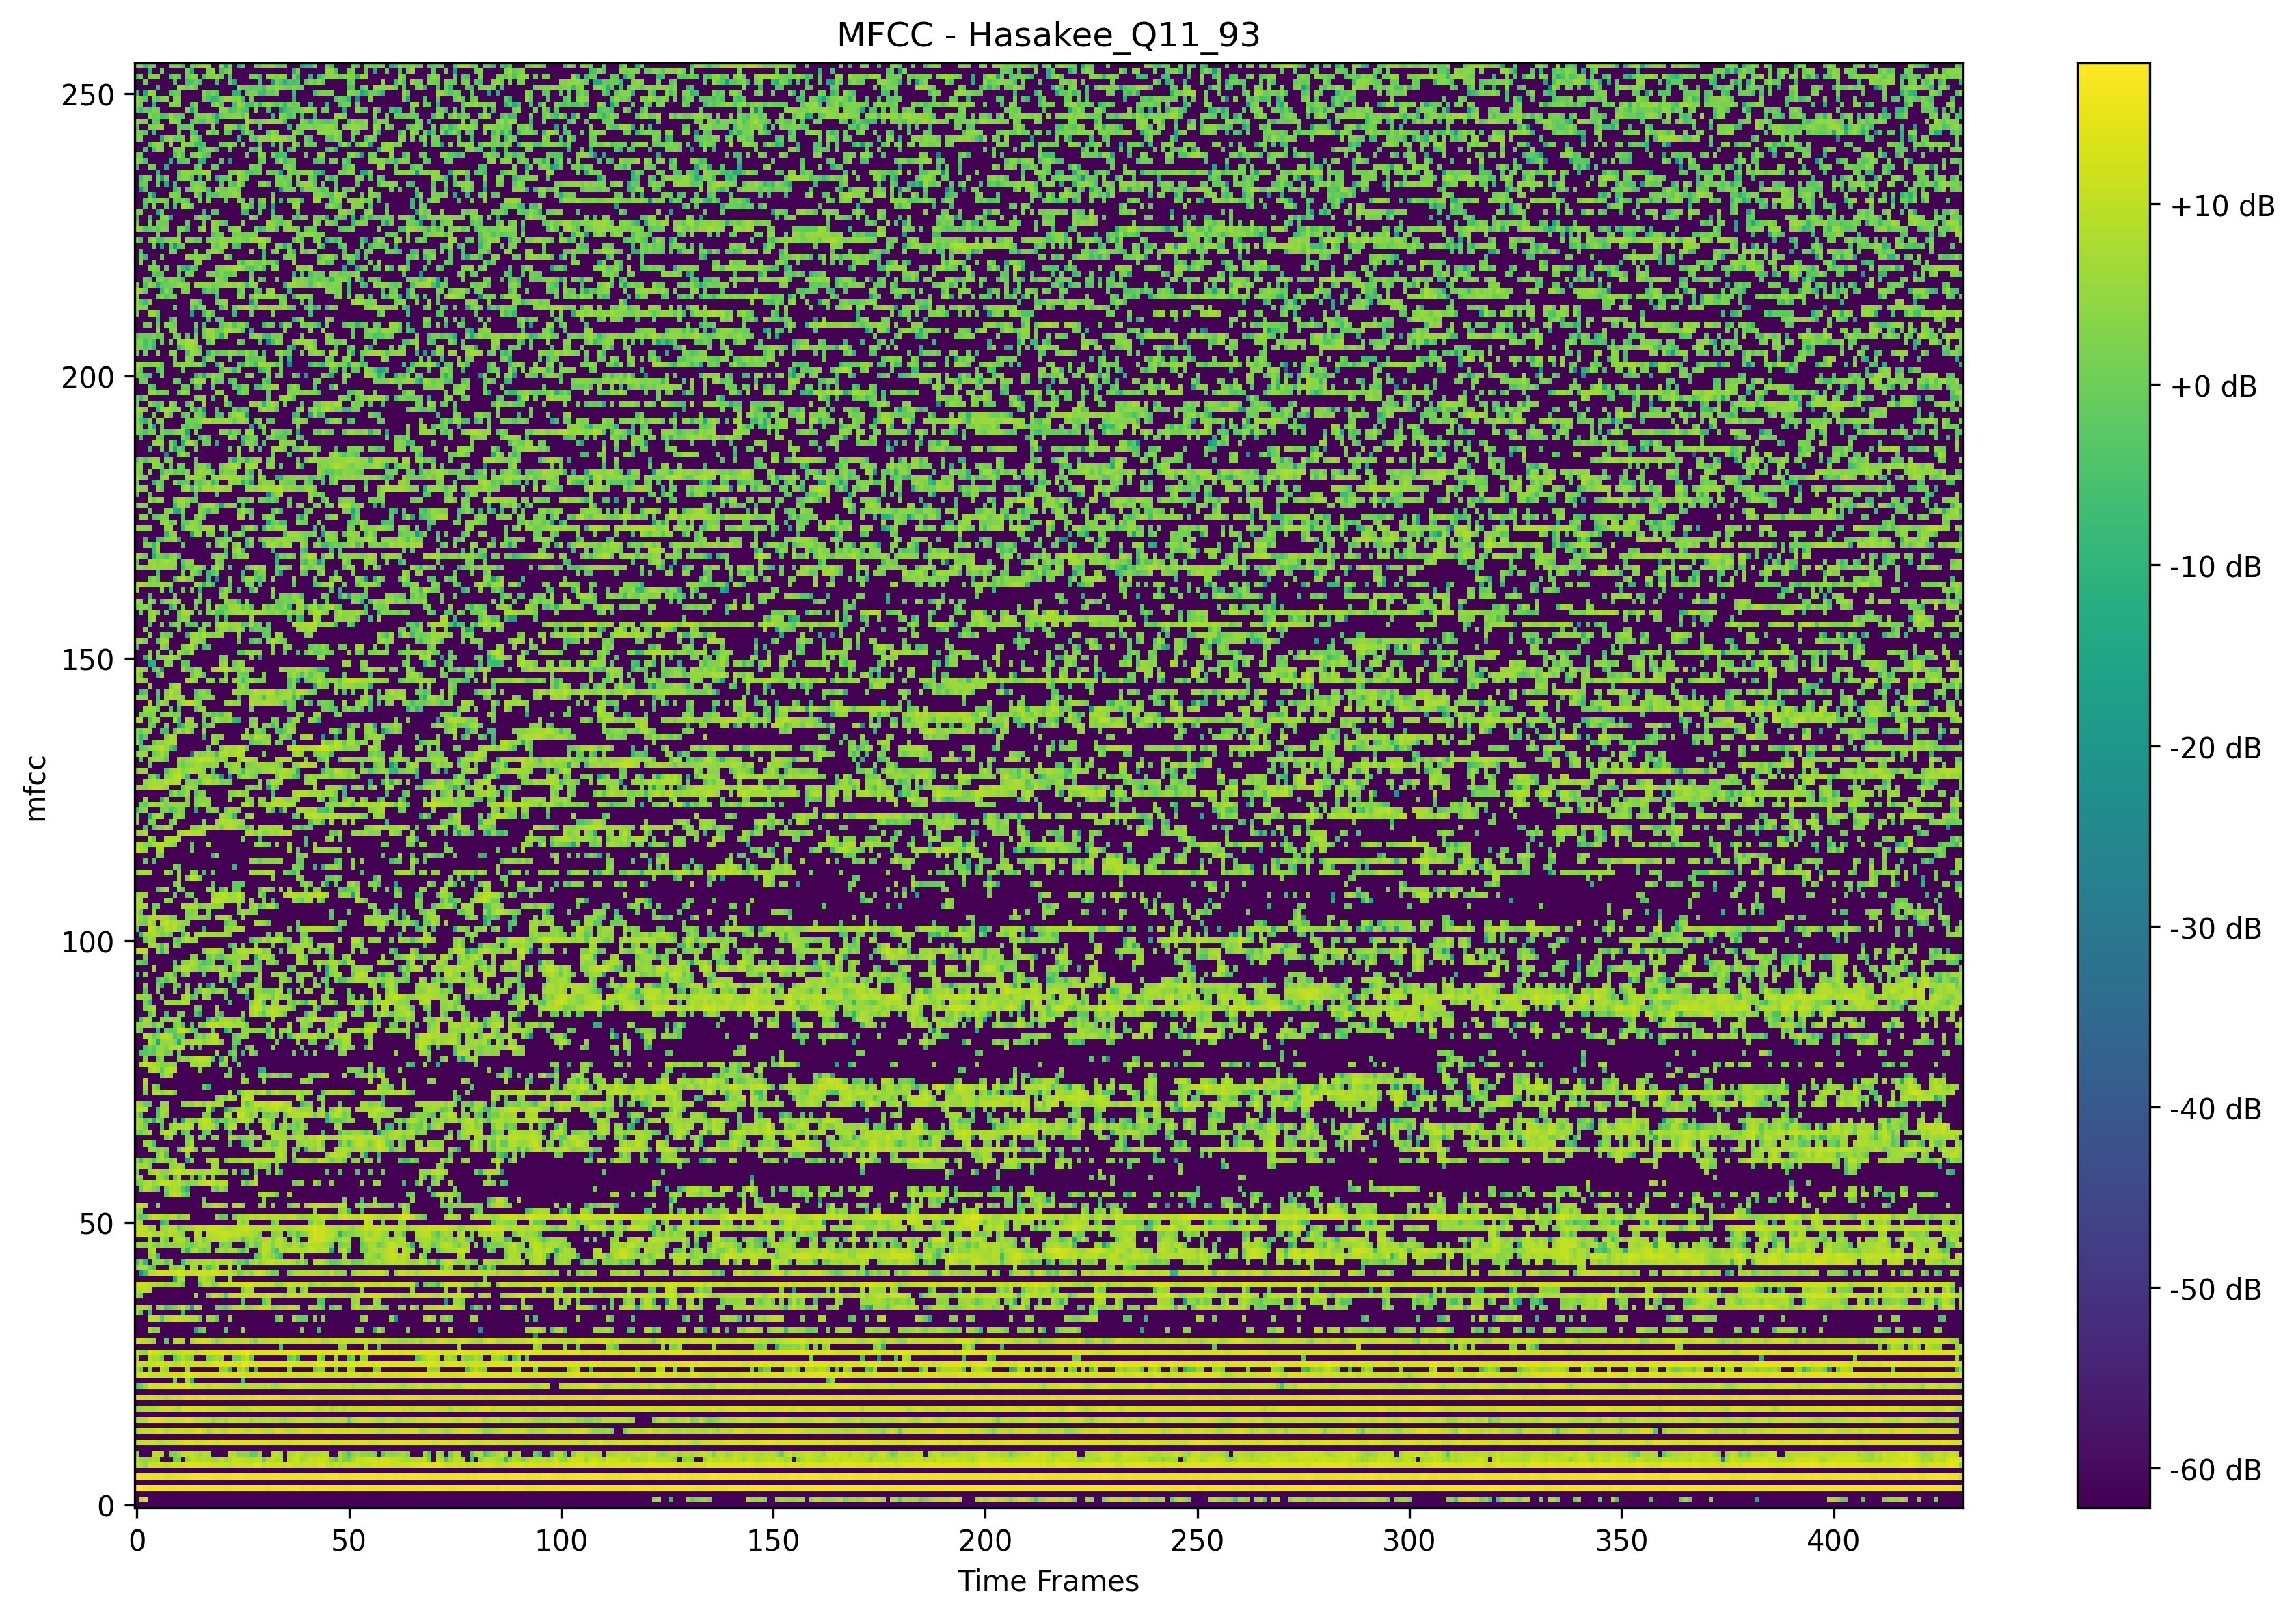 MFCC - Hasakee_Q11_93
250
200
150
100
50
0
mfcc
0 50 100 150 200 250 300 350 400
Time Frames
+10 dB
+0 dB
-10 dB
-20 dB
-30 dB
-40 dB
-50 dB
-60 dB